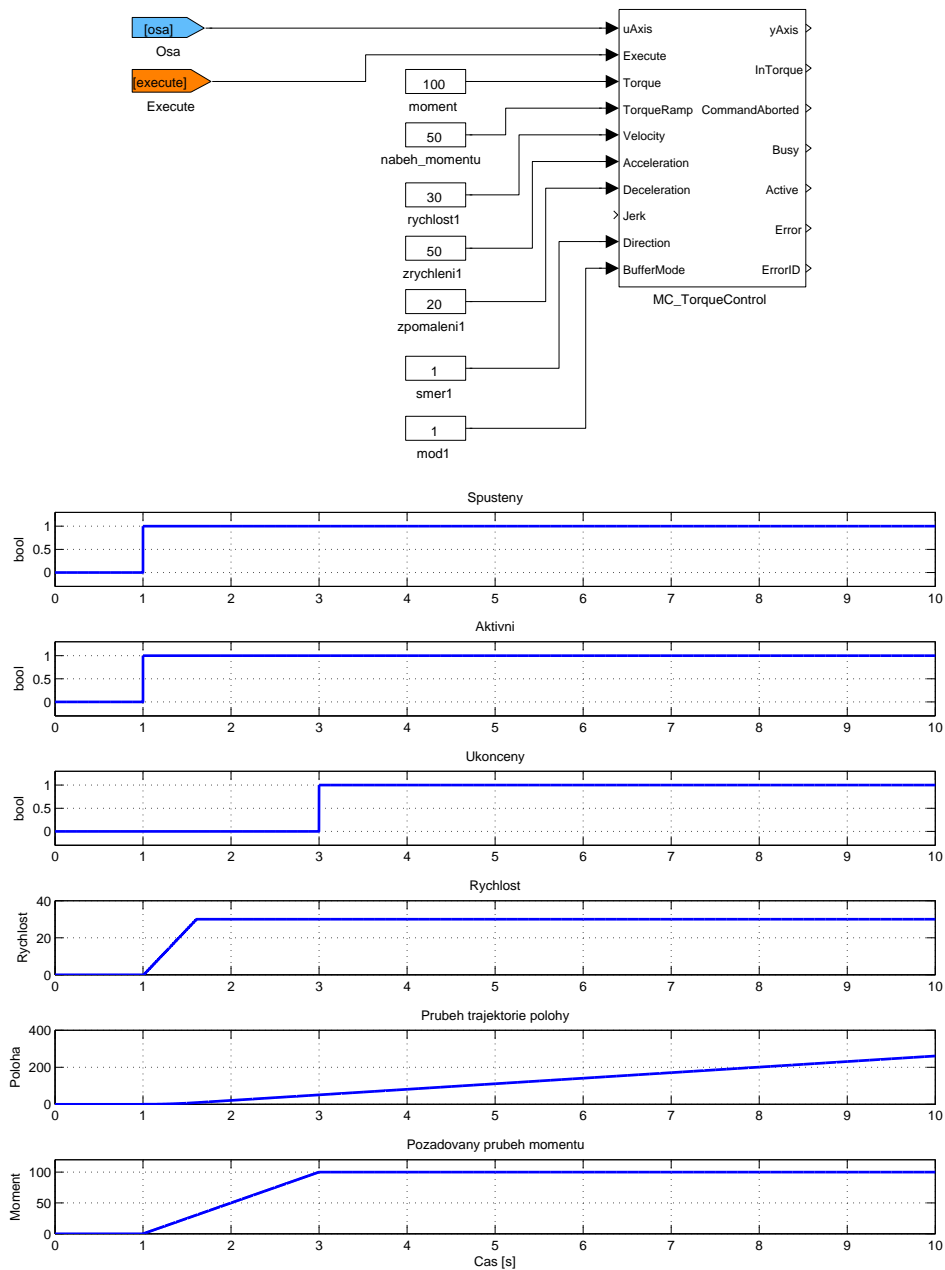 [osa]
Osa
[execute]
Execute
100
moment
50
nabeh_momentu
30
rychlost1
50
zrychleni1
20
zpomaleni1
1
smer1
1
mod1
uAxis
Execute
Torque
TorqueRamp
Velocity
Acceleration
Deceleration
Jerk
Direction
BufferMode
yAxis
InTorque
CommandAborted
Busy
Active
Error
ErrorID
MC_TorqueControl
Spusteny
bool
1
0.5
0
0 1 2 3 4 5 6 7 8 9 10
Aktivni
bool
1
0.5
0
0 1 2 3 4 5 6 7 8 9 10
Ukonceny
bool
1
0.5
0
0 1 2 3 4 5 6 7 8 9 10
Rychlost
Rychlost
40
20
0
0 1 2 3 4 5 6 7 8 9 10
Prubeh trajektorie polohy
Poloha
400
200
0
0 1 2 3 4 5 6 7 8 9 10
Pozadovany prubeh momentu
Moment
100
50
0
0 1 2 3 4 5 6 7 8 9 10
Cas [s]